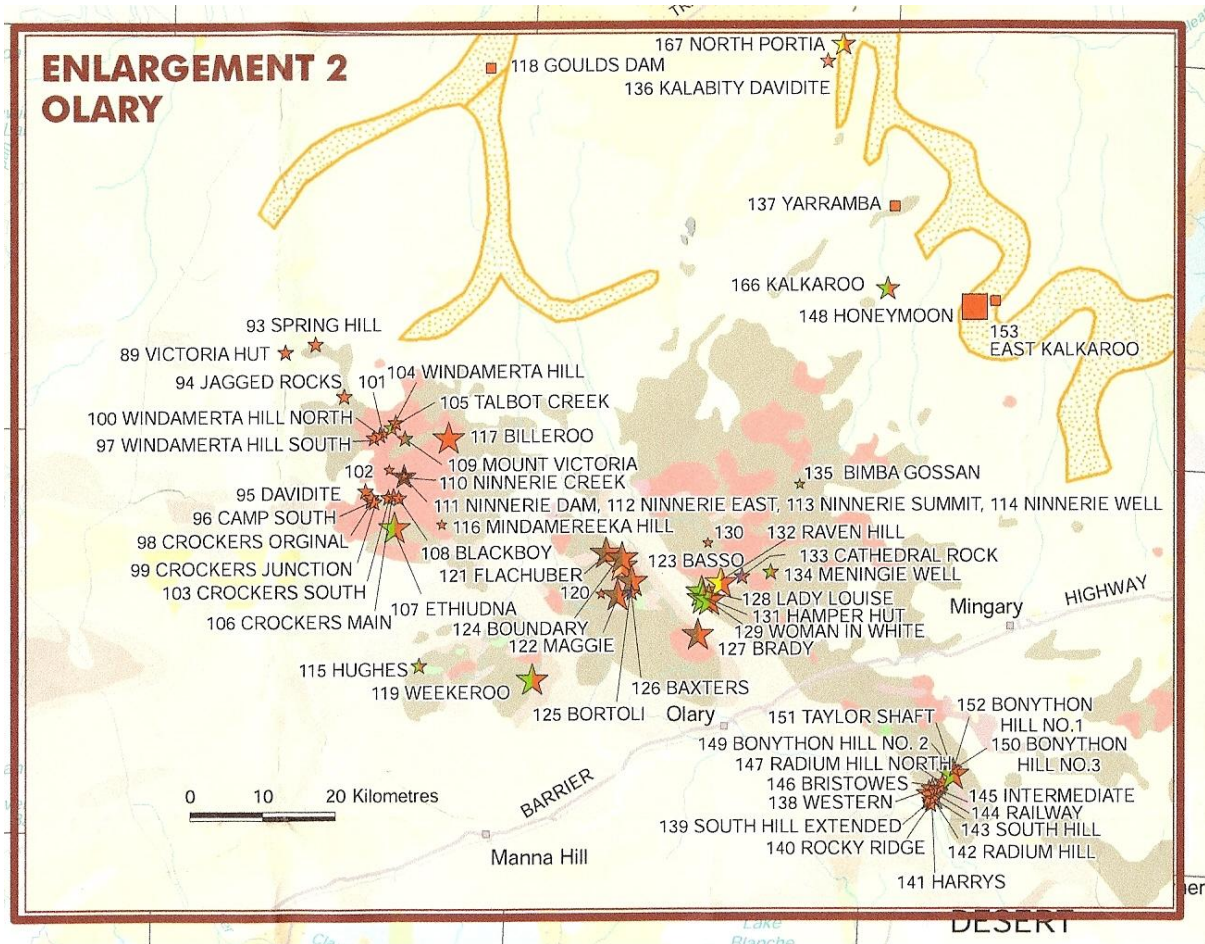 ENLARGEMENT 2
OLARY
167 NORTH PORTIA
118 GOULDS DAM
136 KALABITY DAVIDITE
137 YARRAMBA
166 KALKAROO
148 HONEYMOON
153
EAST KALKAROO
93 SPRING HILL
89 VICTORIA HUT
104 WINDAMERTA HILL
94 JAGGED ROCKS
101
105 TALBOT CREEK
100 WINDAMERTA HILL NORTH
97 WINDAMERTA HILL SOUTH
117 BILLEROO
109 MOUNT VICTORIA
102
110 NINNERIE CREEK
135 BIMBA GOSSAN
95 DAVIDITE
111 NINNERIE DAM, 112 NINNERIE EAST, 113 NINNERIE SUMMIT, 114 NINNERIE WELL
96 CAMP SOUTH
116 MINDAMEREEKA HILL
130
132 RAVEN HILL
98 CROCKERS ORGINAL
108 BLACKBOY
123 BASSO
133 CATHEDRAL ROCK
99 CROCKERS JUNCTION
121 FLACHUBER
134 MENINGIE WELL
103 CROCKERS SOUTH
120
128 LADY LOUISE
107 ETHIUDNA
131 HAMPER HUT
Mingary
HIGHWAY
106 CROCKERS MAIN
124 BOUNDARY
129 WOMAN IN WHITE
122 MAGGIE
127 BRADY
115 HUGHES
119 WEEKEROO
126 BAXTERS
125 BORTOLI
Olary
151 TAYLOR SHAFT
152 BONYTHON
HILL NO.1
149 BONYTHON HILL NO. 2
150 BONYTHON
HILL NO.3
147 RADIUM HILL NORTH
146 BRISTOWES
145 INTERMEDIATE
138 WESTERN
144 RAILWAY
0 10 20 Kilometres
BARRIER
139 SOUTH HILL EXTENDED
143 SOUTH HILL
140 ROCKY RIDGE
142 RADIUM HILL
Manna Hill
141 HARRYS
DESERT
Lake
Blanche